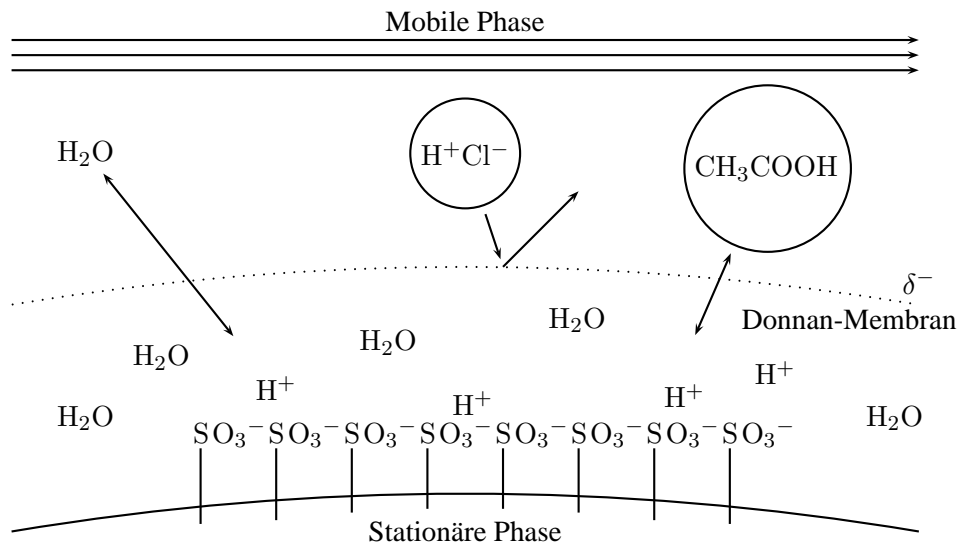 Mobile Phase
H₂O
H⁺Cl⁻
CH₃COOH
δ⁻
Donnan-Membran
H₂O
H₂O
H₂O
H⁺
H⁺
H⁺
H⁺
H₂O
H₂O
SO₃⁻SO₃⁻SO₃⁻SO₃⁻SO₃⁻SO₃⁻SO₃⁻SO₃⁻
Stationäre Phase